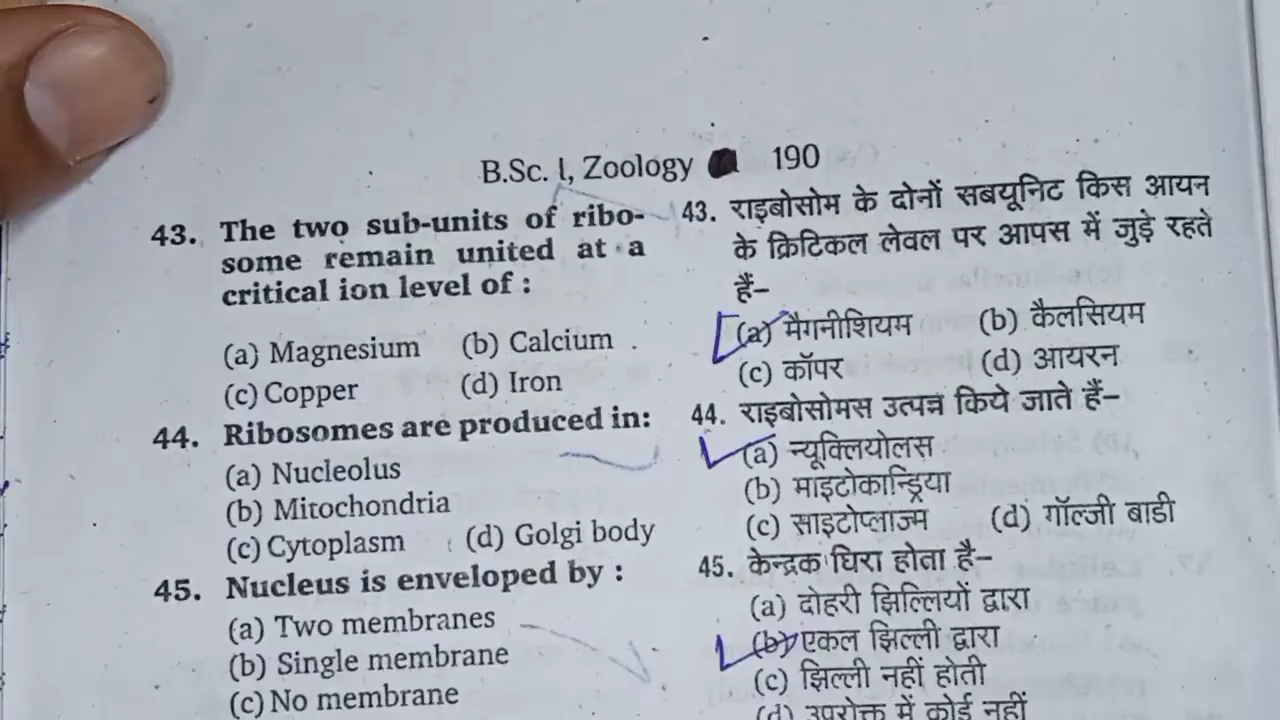 B.Sc. I, Zoology 190
43. The two sub-units of ribo-
some remain united at a
critical ion level of :
(a) Magnesium (b) Calcium
(c) Copper (d) Iron
44. Ribosomes are produced in:
(a) Nucleolus
(b) Mitochondria
(c) Cytoplasm (d) Golgi body
45. Nucleus is enveloped by :
(a) Two membranes
(b) Single membrane
(c) No membrane
43. राइबोसोम के दोनों सबयूनिट किस आयन
के क्रिटिकल लेवल पर आपस में जुड़े रहते
हैं–
(a) मैगनीशियम (b) कैलसियम
(c) कॉपर (d) आयरन
44. राइबोसोमस उत्पन्न किये जाते हैं–
(a) न्यूक्लियोलस
(b) माइटोकान्ड्रिया
(c) साइटोप्लाज्म (d) गॉल्जी बाडी
45. केन्द्रक घिरा होता है–
(a) दोहरी झिल्लियों द्वारा
(b) एकल झिल्ली द्वारा
(c) झिल्ली नहीं होती
(d) उपरोक्त में कोई नहीं